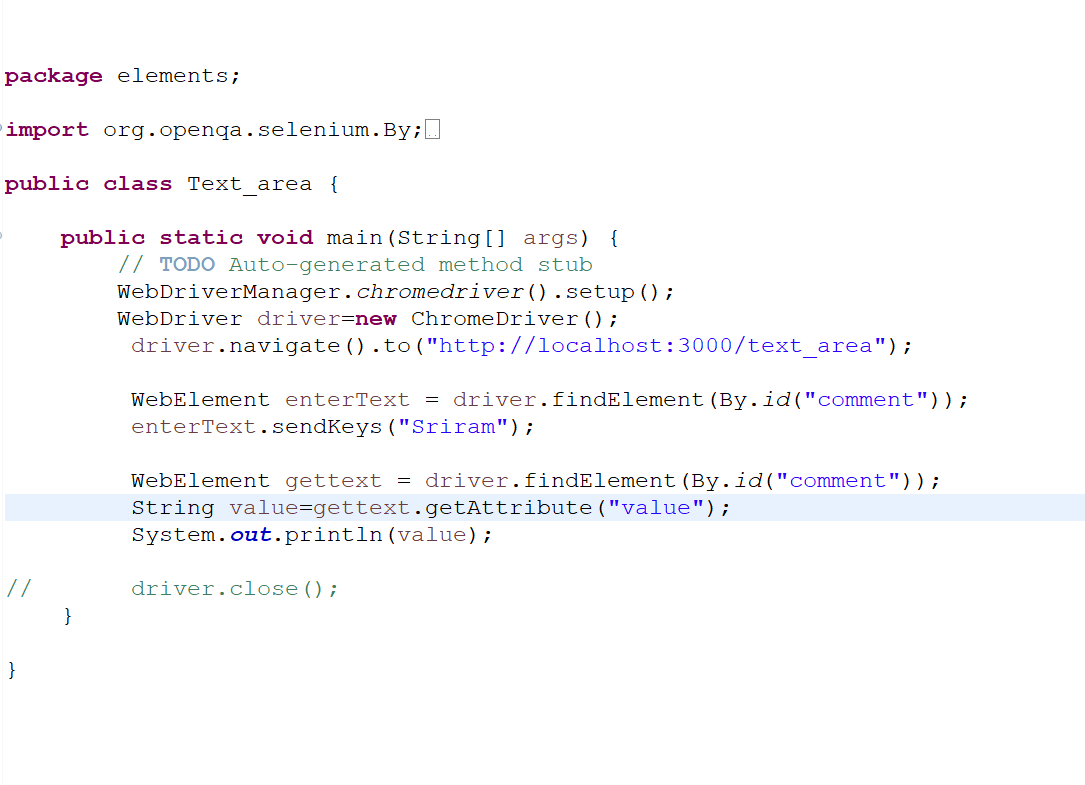 package elements;
import org.openqa.selenium.By;
public class Text_area {
public static void main(String[] args) {
// TODO Auto-generated method stub
WebDriverManager.chromedriver().setup();
WebDriver driver=new ChromeDriver();
driver.navigate().to("http://localhost:3000/text_area");
WebElement enterText = driver.findElement(By.id("comment"));
enterText.sendKeys("Sriram");
WebElement gettext = driver.findElement(By.id("comment"));
String value=gettext.getAttribute("value");
System.out.println(value);
// driver.close();
}
}